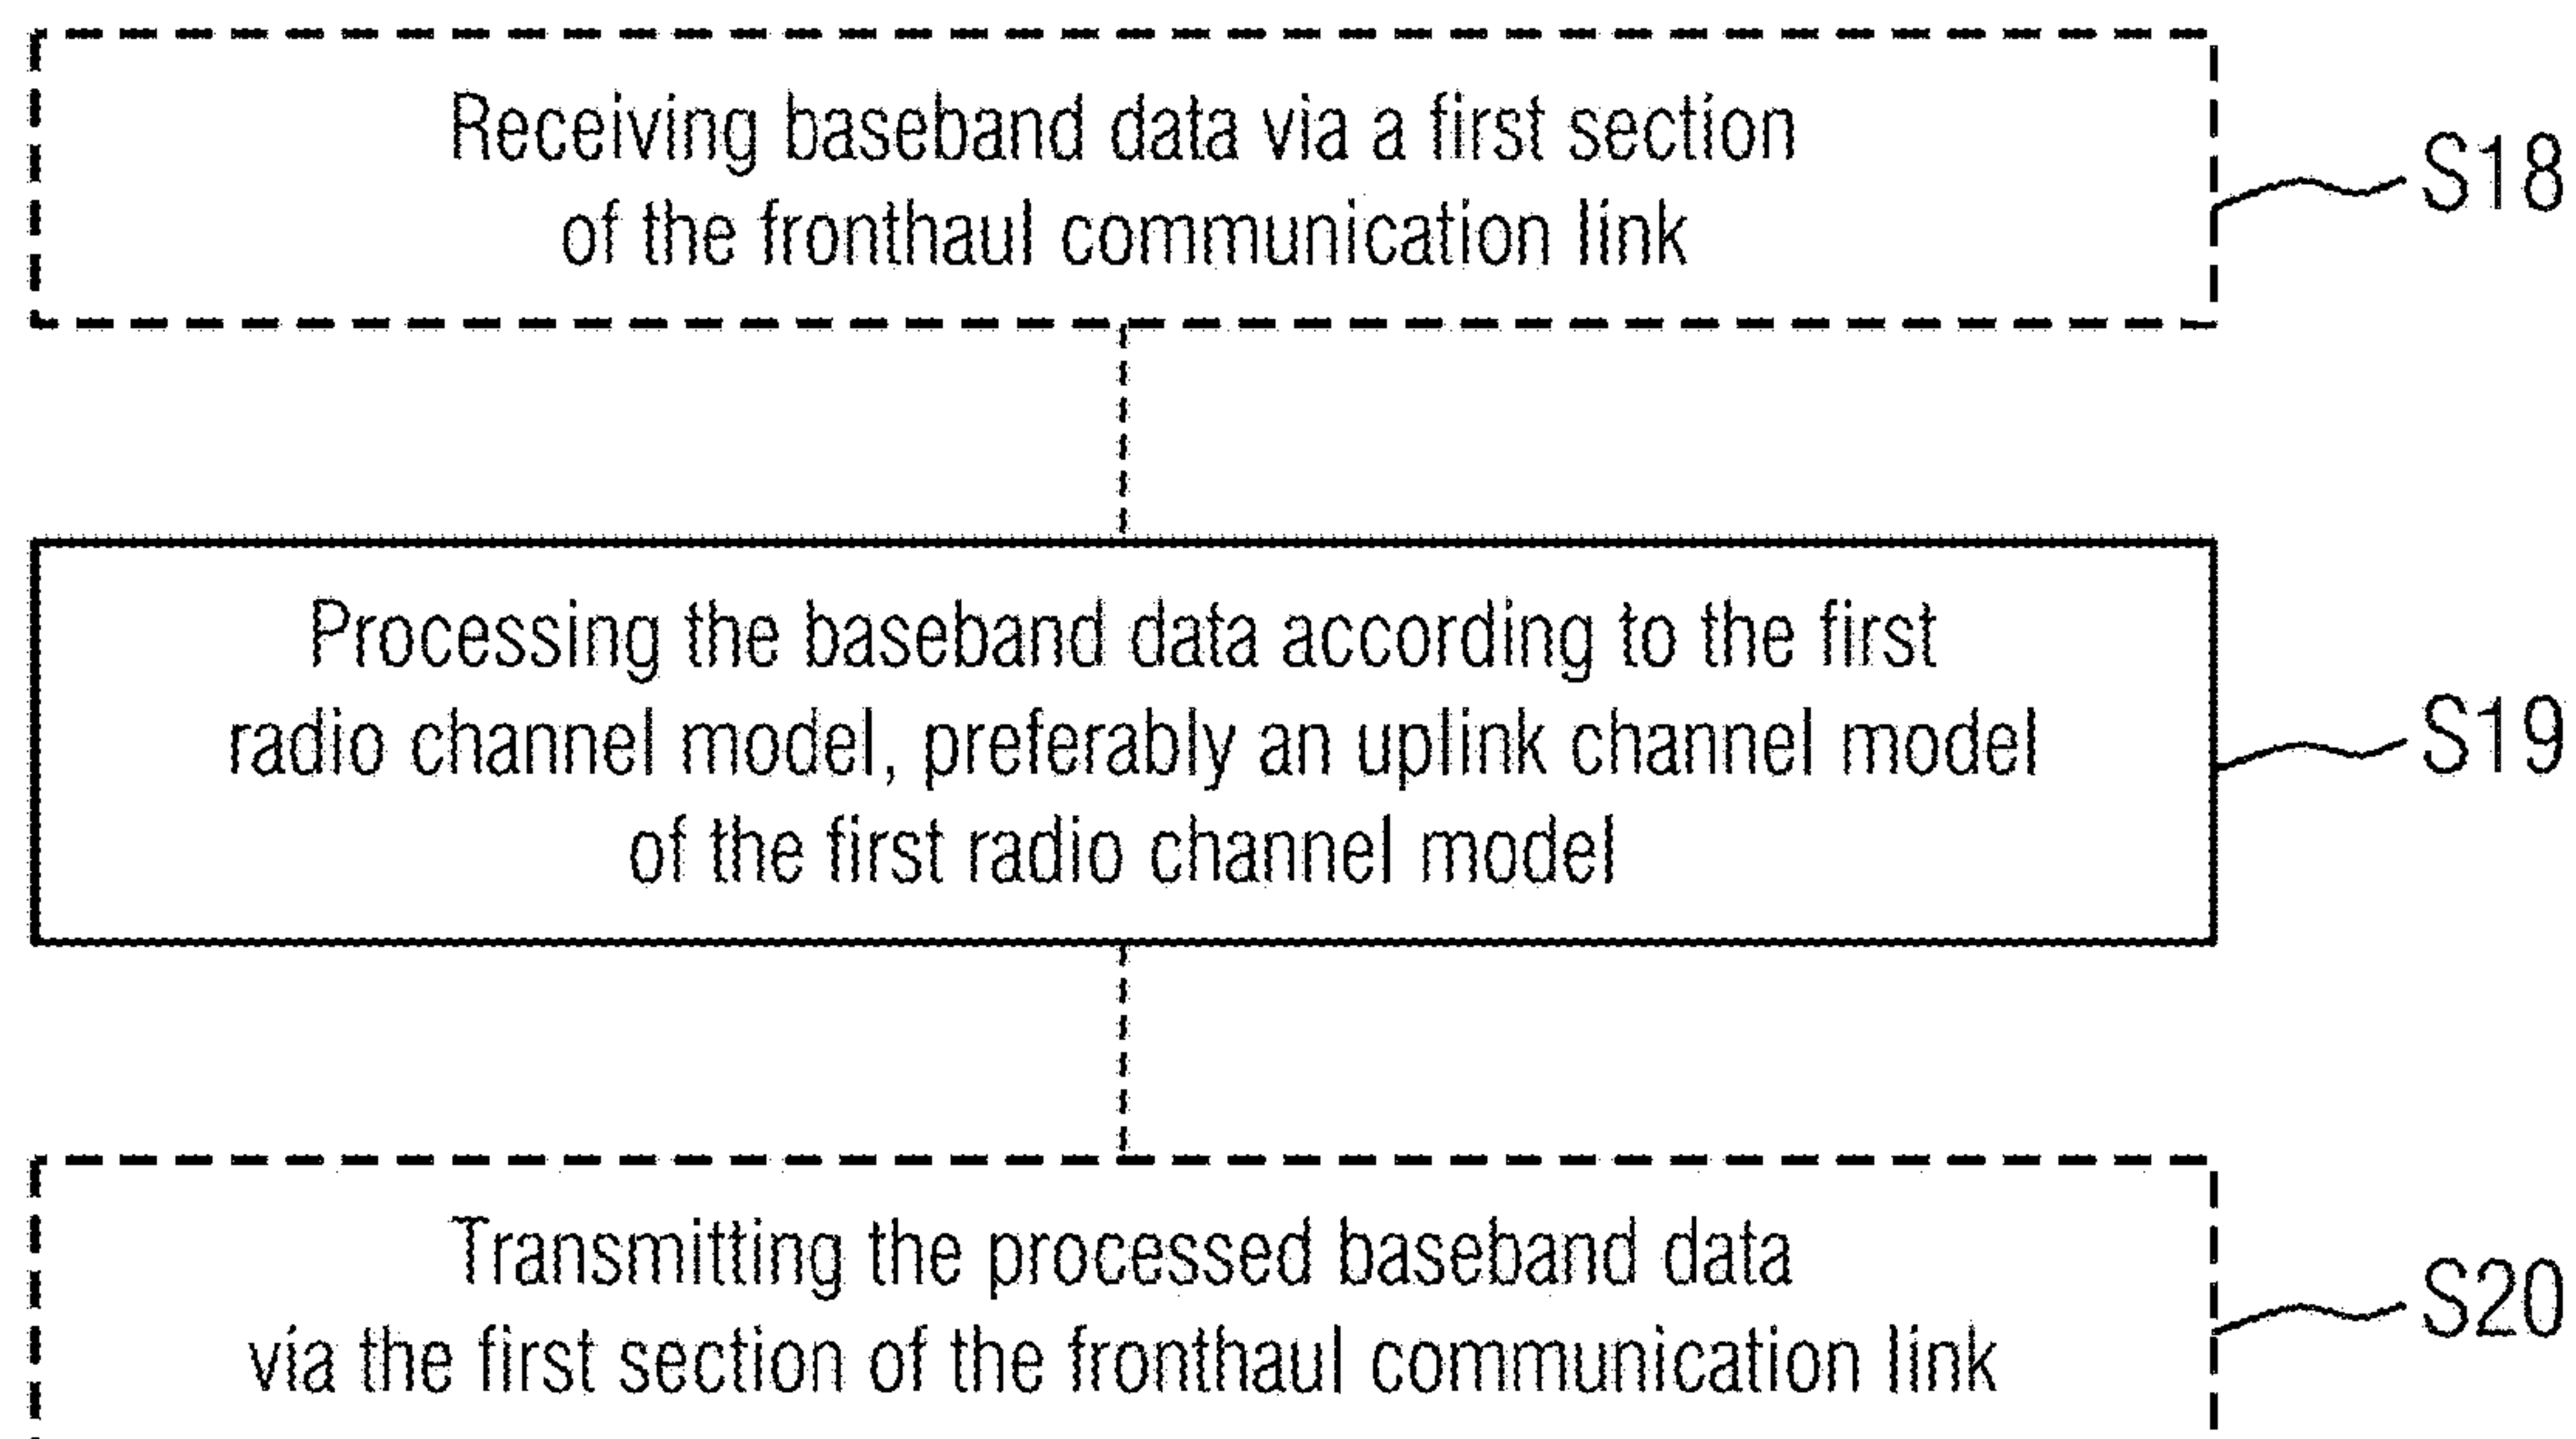 Receiving baseband data via a first section
of the fronthaul communication link
S18
Processing the baseband data according to the first
radio channel model, preferably an uplink channel model
of the first radio channel model
S19
Transmitting the processed baseband data
via the first section of the fronthaul communication link
S20